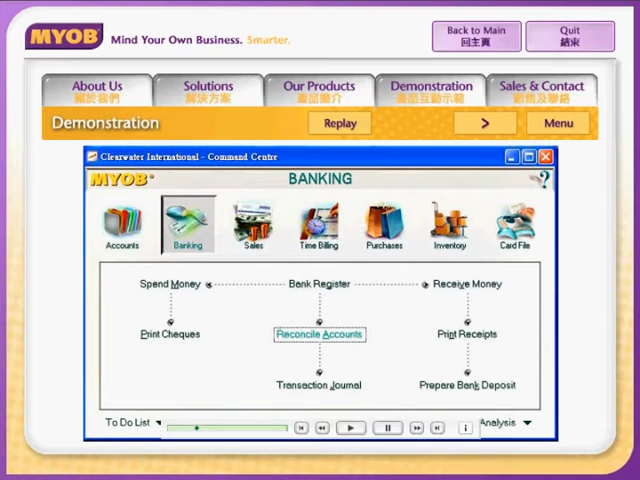 MYOB Mind Your Own Business. Smarter.
Back to Main
回主頁
Quit
結束
About Us
關於我們
Solutions
解決方案
Our Products
產品簡介
Demonstration
產品互動示範
Sales & Contact
銷售及聯絡
Demonstration
Replay
>
Menu
Clearwater International - Command Centre
MYOB
BANKING
?
Accounts
Banking
Sales
Time Billing
Purchases
Inventory
Card File
Spend Money
Bank Register
Receive Money
Print Cheques
Reconcile Accounts
Print Receipts
Transaction Journal
Prepare Bank Deposit
To Do List
Analysis